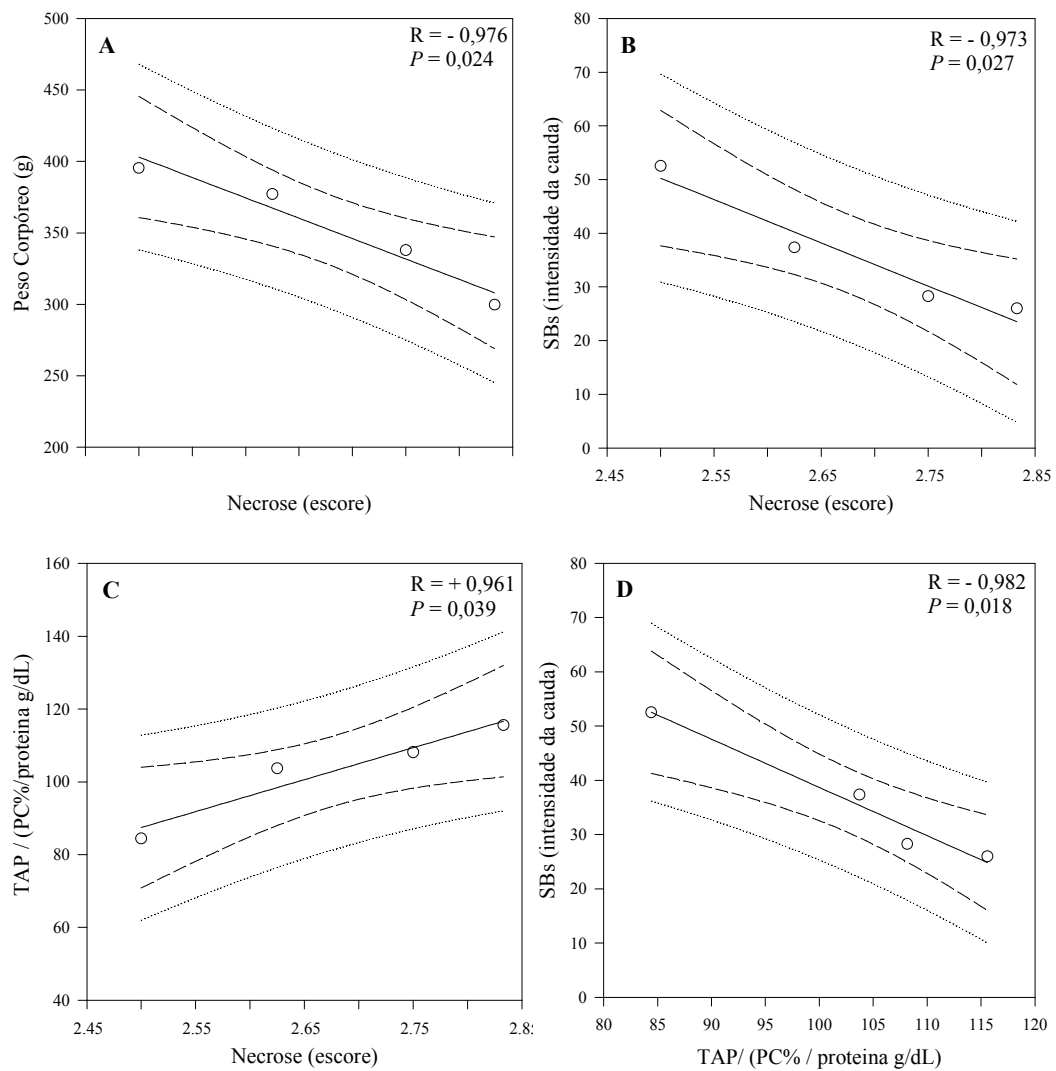 A
R = - 0,976
P = 0,024
500
450
400
350
300
250
200
Peso Corpóreo (g)
Necrose (escore)
B
R = - 0,973
P = 0,027
80
70
60
50
40
30
20
10
0
SBs (intensidade da cauda)
2.45 2.55 2.65 2.75 2.85
Necrose (escore)
C
R = + 0,961
P = 0,039
160
140
120
100
80
60
40
TAP / (PC%/proteina g/dL)
2.45 2.55 2.65 2.75 2.8
Necrose (escore)
D
R = - 0,982
P = 0,018
80
70
60
50
40
30
20
10
0
SBs (intensidade da cauda)
80 85 90 95 100 105 110 115 120
TAP/ (PC% / proteina g/dL)